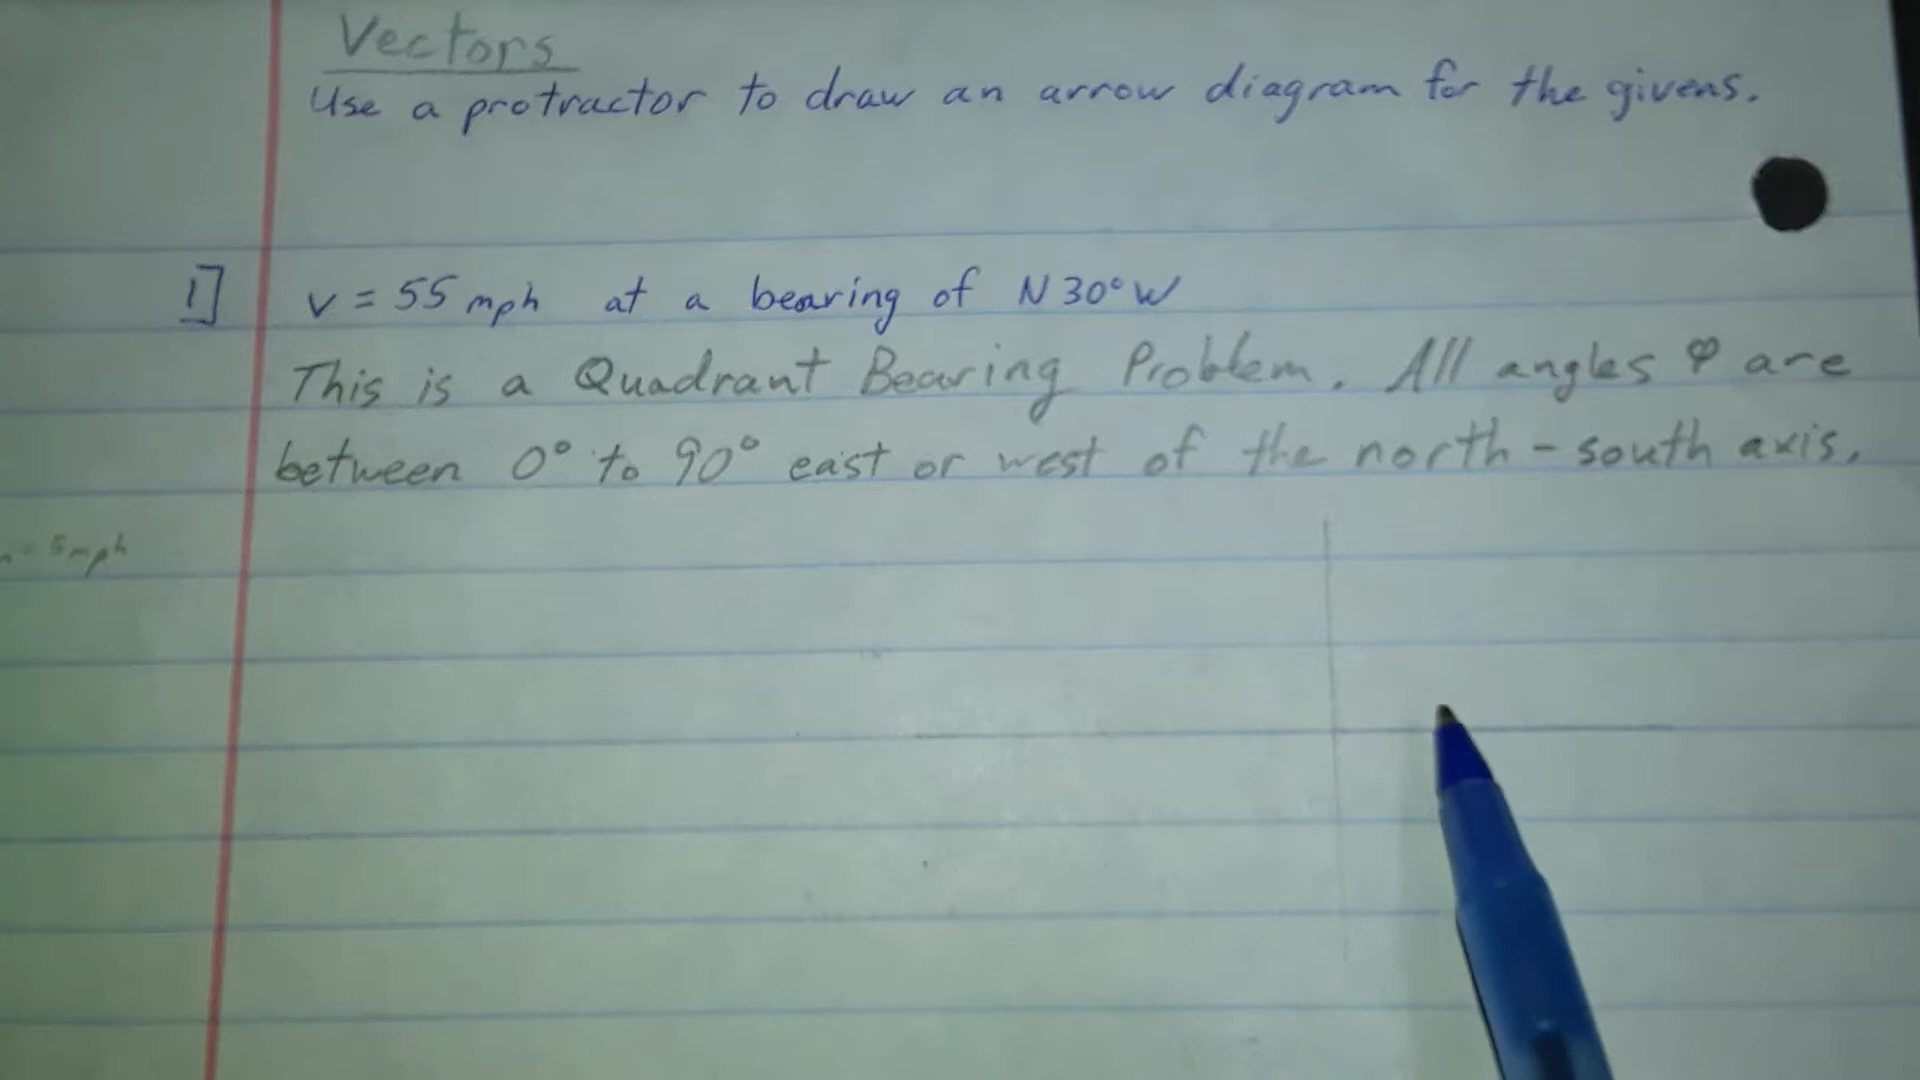 Vectors
Use a protractor to draw an arrow diagram for the givens.
1] v = 55 mph at a bearing of N 30° W
This is a Quadrant Bearing Problem. All angles φ are
between 0° to 90° east or west of the north-south axis.
= 5mph